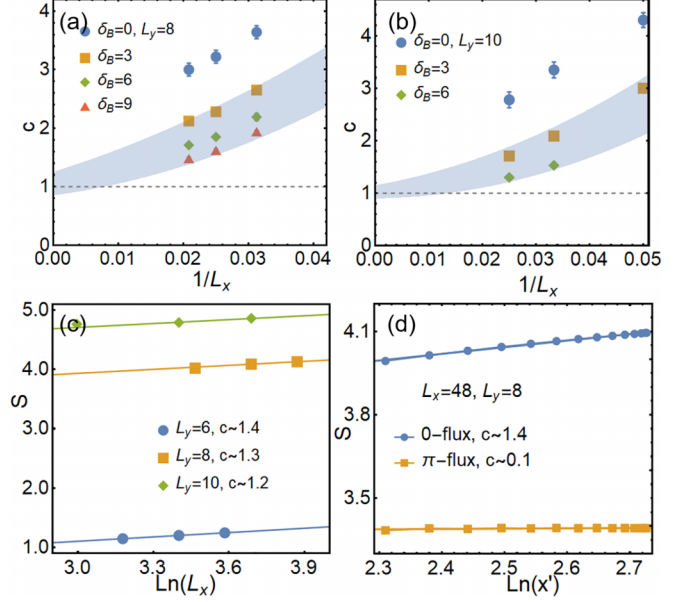 (a)
δB=0, Ly=8
δB=3
δB=6
δB=9
c
4
3
2
1
0
0.00 0.01 0.02 0.03 0.04
1/Lx
(b)
δB=0, Ly=10
δB=3
δB=6
c
4
3
2
1
0
0.00 0.01 0.02 0.03 0.04 0.05
1/Lx
(c)
S
5.0
4.0
3.0
2.0
1.0
Ly=6, c~1.4
Ly=8, c~1.3
Ly=10, c~1.2
3.0 3.3 3.6 3.9
Ln(Lx)
(d)
S
4.1
3.8
3.5
Lx=48, Ly=8
0-flux, c~1.4
π-flux, c~0.1
2.3 2.4 2.5 2.6 2.7
Ln(x')